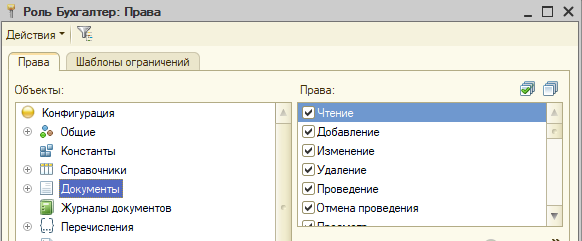 Роль Бухгалтер: Права
Действия
Права
Шаблоны ограничений
Объекты:
Конфигурация
Общие
Константы
Справочники
Документы
Журналы документов
Перечисления
Права:
Чтение
Добавление
Изменение
Удаление
Проведение
Отмена проведения